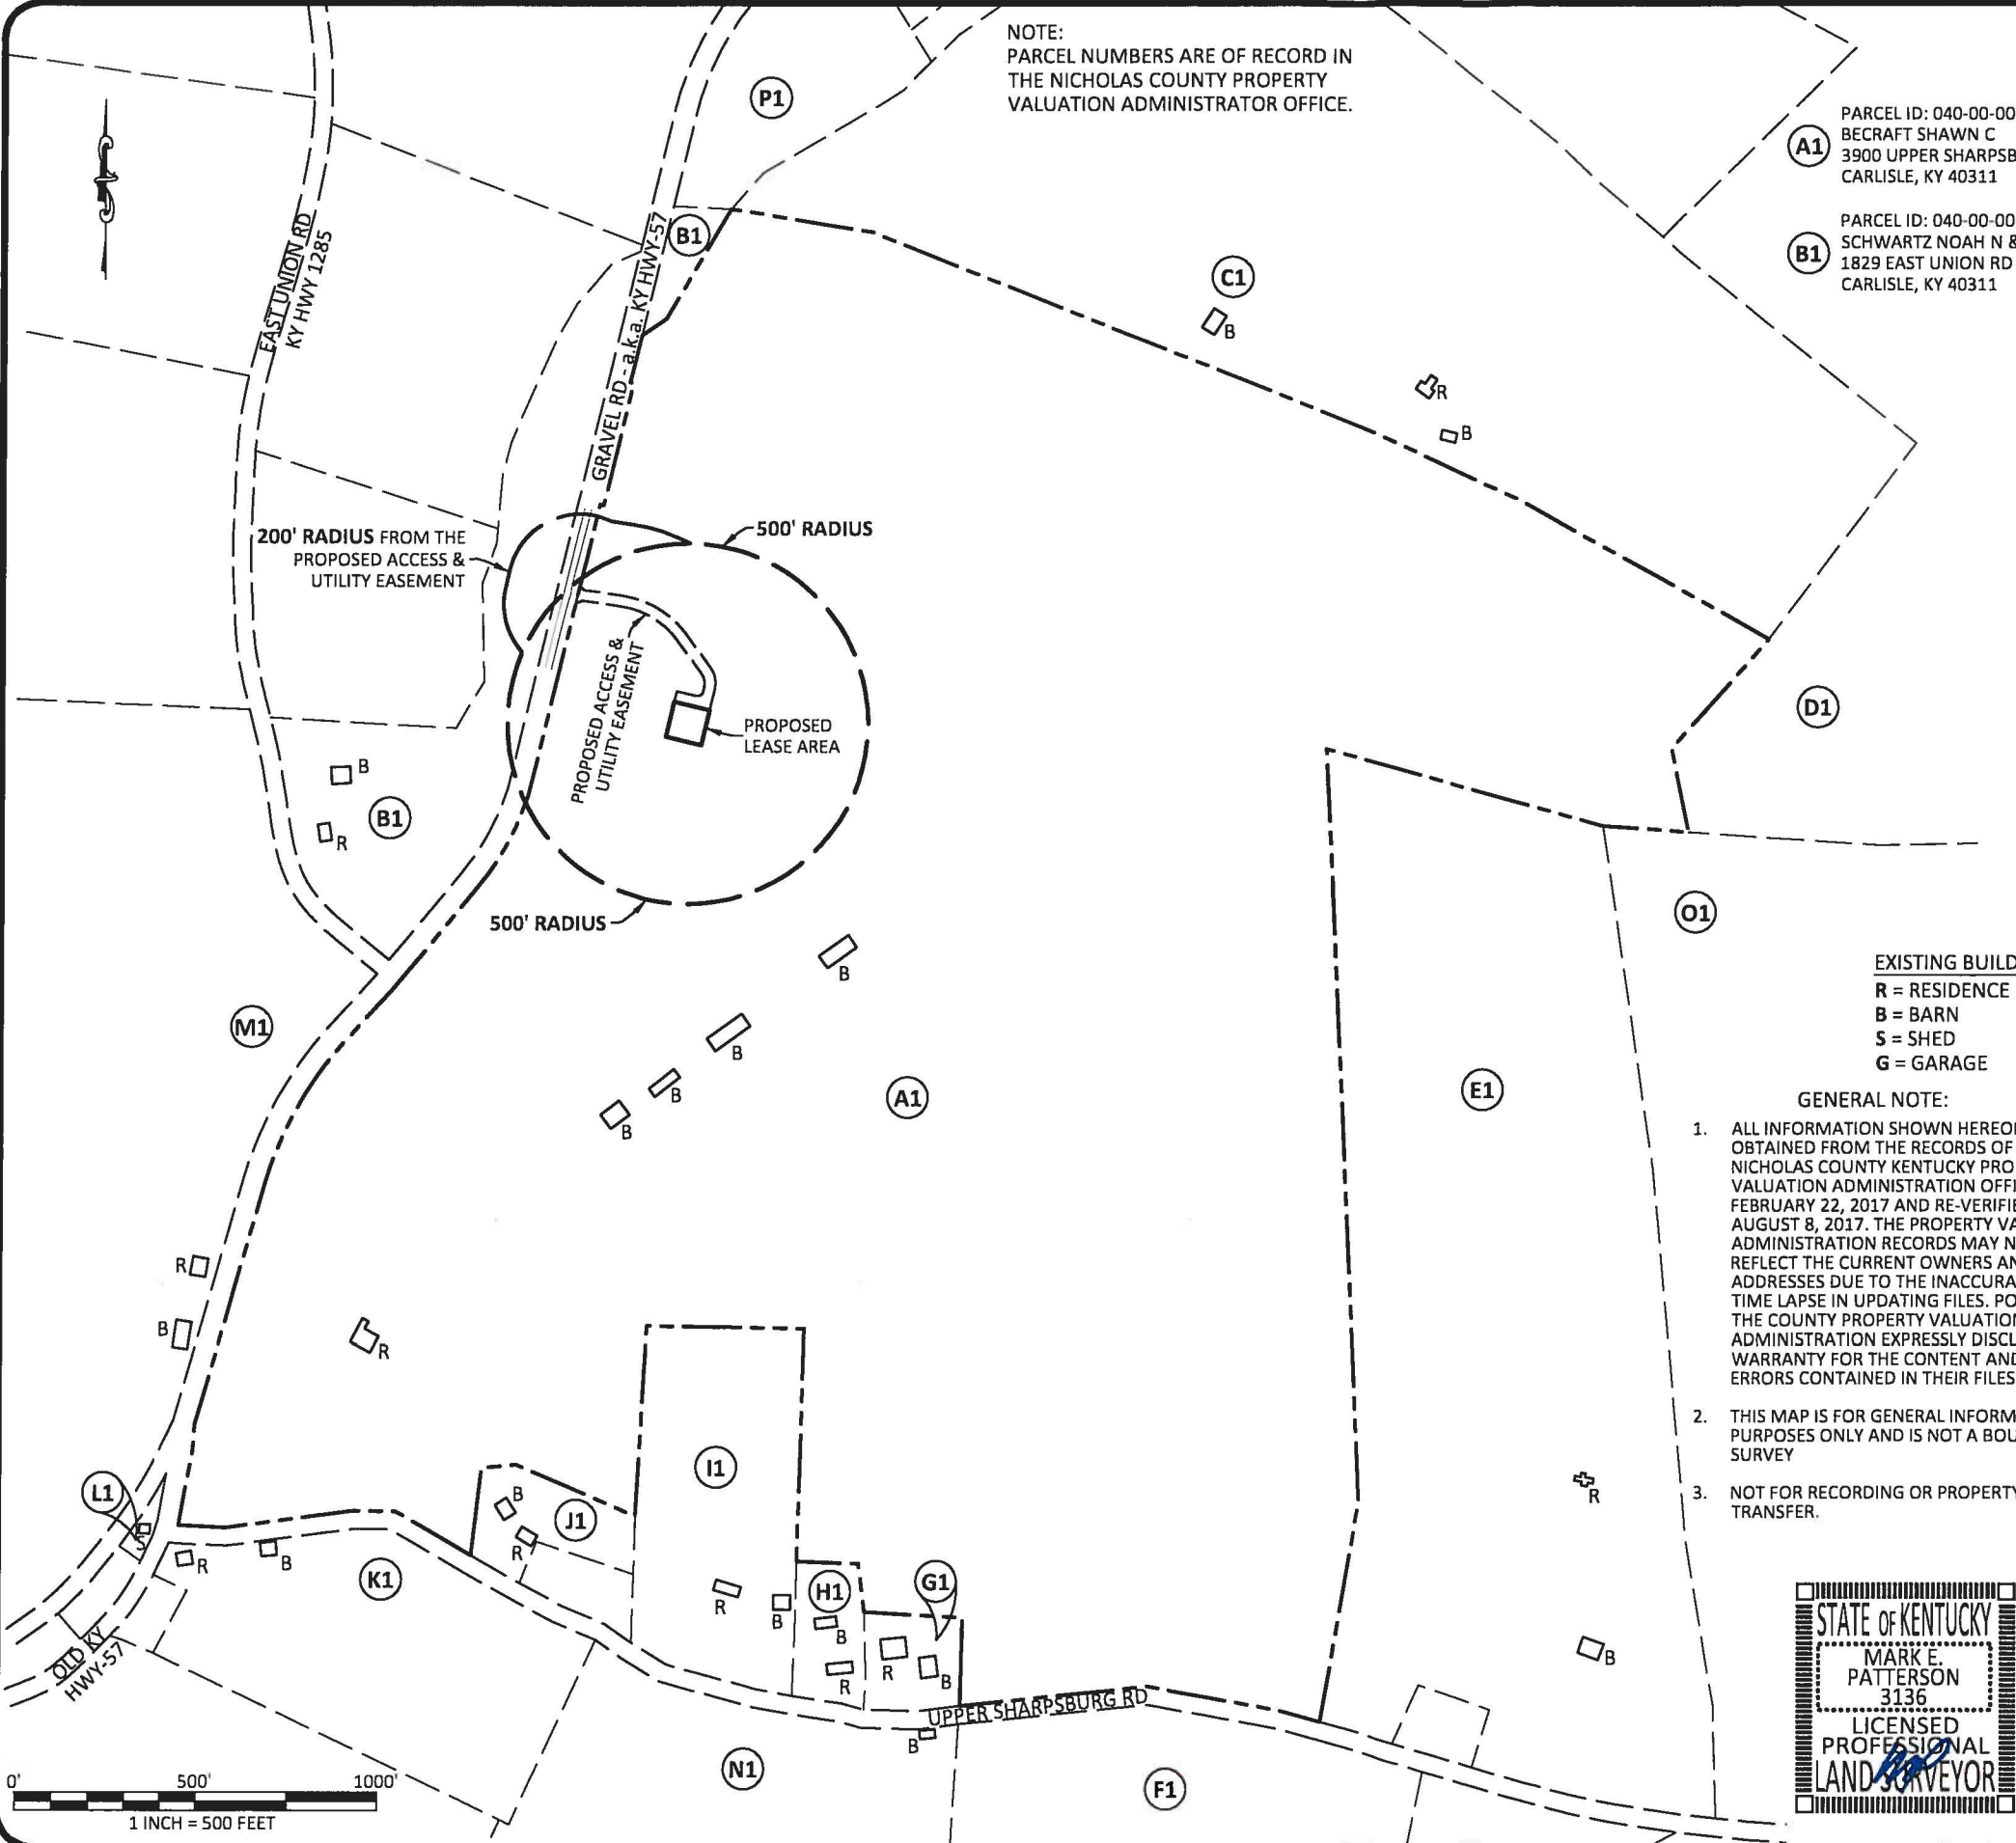 NOTE:
PARCEL NUMBERS ARE OF RECORD IN
THE NICHOLAS COUNTY PROPERTY
VALUATION ADMINISTRATOR OFFICE.
P1
A1
PARCEL ID: 040-00-00
BECRAFT SHAWN C
3900 UPPER SHARPSB
CARLISLE, KY 40311
B1
PARCEL ID: 040-00-00
SCHWARTZ NOAH N &
1829 EAST UNION RD
CARLISLE, KY 40311
EAST UNION RD
KY HWY 1285
GRAVEL RD - a.k.a. KY HWY-57
B1
C1
B
R
B
200' RADIUS FROM THE
PROPOSED ACCESS &
UTILITY EASEMENT
500' RADIUS
PROPOSED ACCESS &
UTILITY EASEMENT
PROPOSED
LEASE AREA
D1
B
B1
R
500' RADIUS
O1
B
B
B
B
M1
A1
E1
EXISTING BUILD
R = RESIDENCE
B = BARN
S = SHED
G = GARAGE
GENERAL NOTE:
1. ALL INFORMATION SHOWN HEREO
OBTAINED FROM THE RECORDS OF
NICHOLAS COUNTY KENTUCKY PRO
VALUATION ADMINISTRATION OFFI
FEBRUARY 22, 2017 AND RE-VERIFIE
AUGUST 8, 2017. THE PROPERTY VA
ADMINISTRATION RECORDS MAY N
REFLECT THE CURRENT OWNERS AN
ADDRESSES DUE TO THE INACCURA
TIME LAPSE IN UPDATING FILES. PO
THE COUNTY PROPERTY VALUATION
ADMINISTRATION EXPRESSLY DISCL
WARRANTY FOR THE CONTENT AND
ERRORS CONTAINED IN THEIR FILES
2. THIS MAP IS FOR GENERAL INFORM
PURPOSES ONLY AND IS NOT A BOU
SURVEY
3. NOT FOR RECORDING OR PROPERTY
TRANSFER.
R
B
R
I1
L1
S
R
B
K1
B
R
J1
R
B
H1
B
R
G1
R
B
R
B
OLD KY
HWY-57
UPPER SHARPSBURG RD
B
N1
F1
0' 500' 1000'
1 INCH = 500 FEET
STATE OF KENTUCKY
MARK E.
PATTERSON
3136
LICENSED
PROFESSIONAL
LAND SURVEYOR